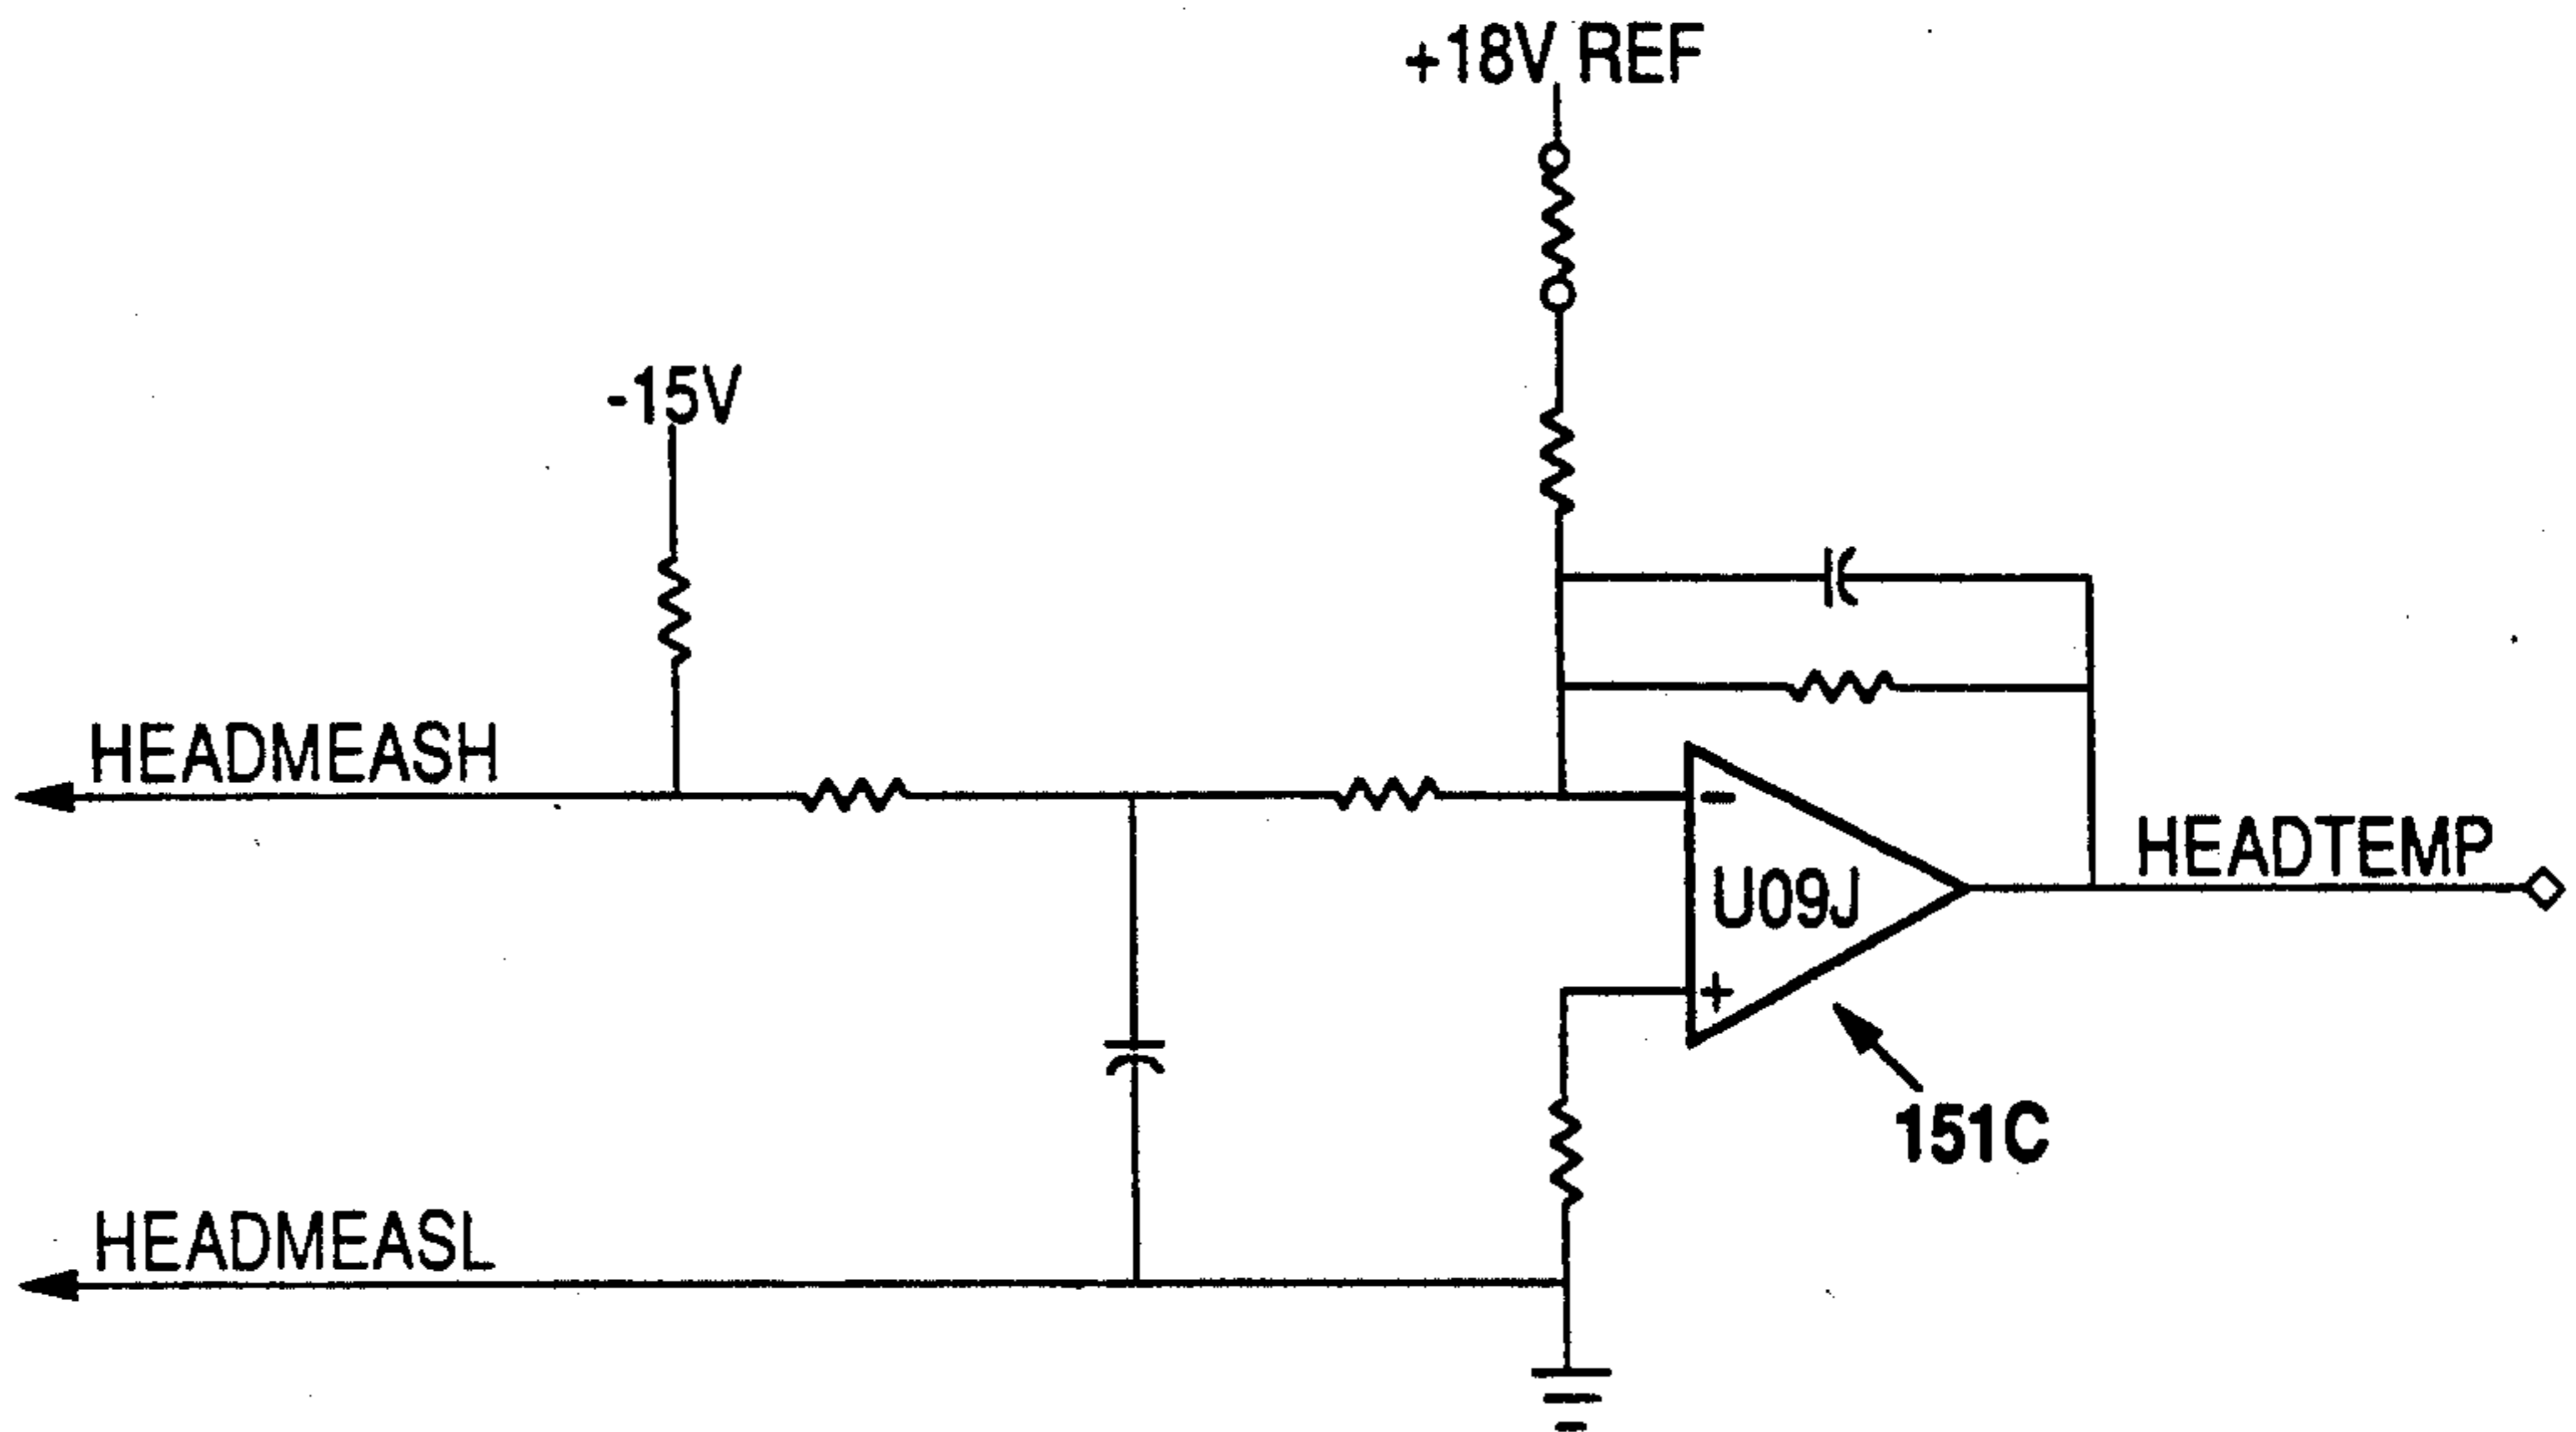 +18V REF
-15V
HEADMEASH
-
U09J
+
HEADTEMP
151C
HEADMEASL